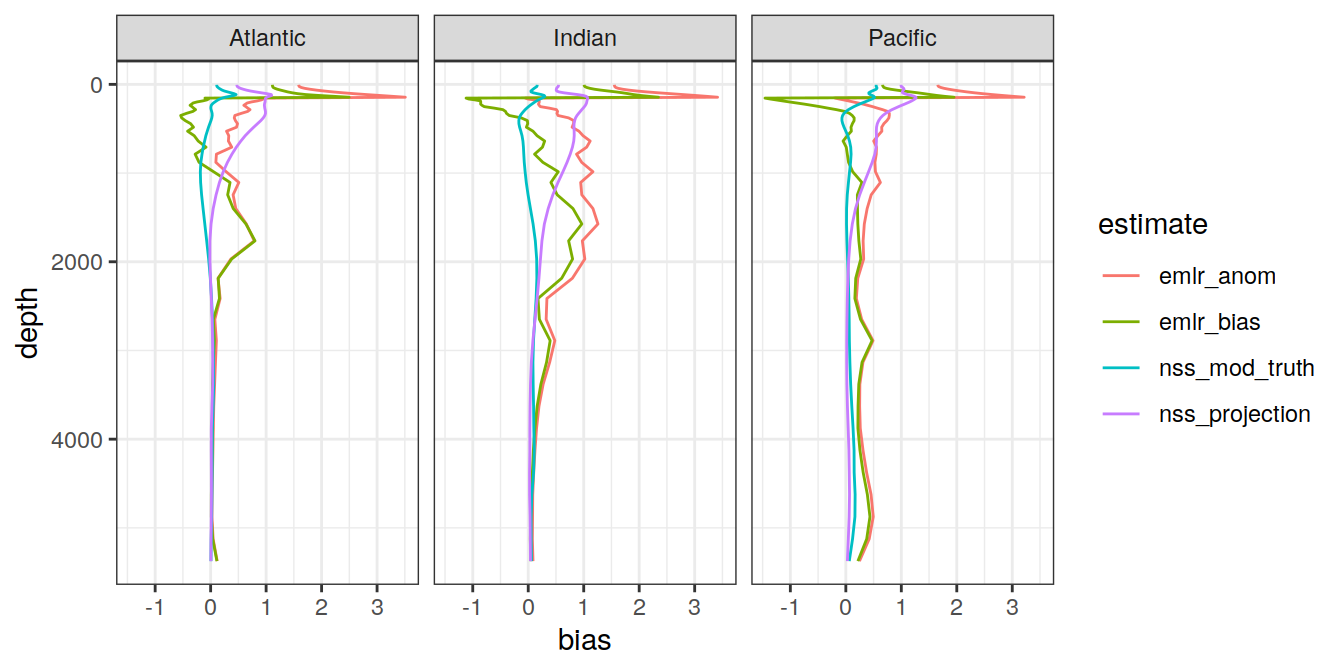 Atlantic
Indian
Pacific
0
2000
4000
depth
-1 0 1 2 3
-1 0 1 2 3
-1 0 1 2 3
bias
estimate
emlr_anom
emlr_bias
nss_mod_truth
nss_projection